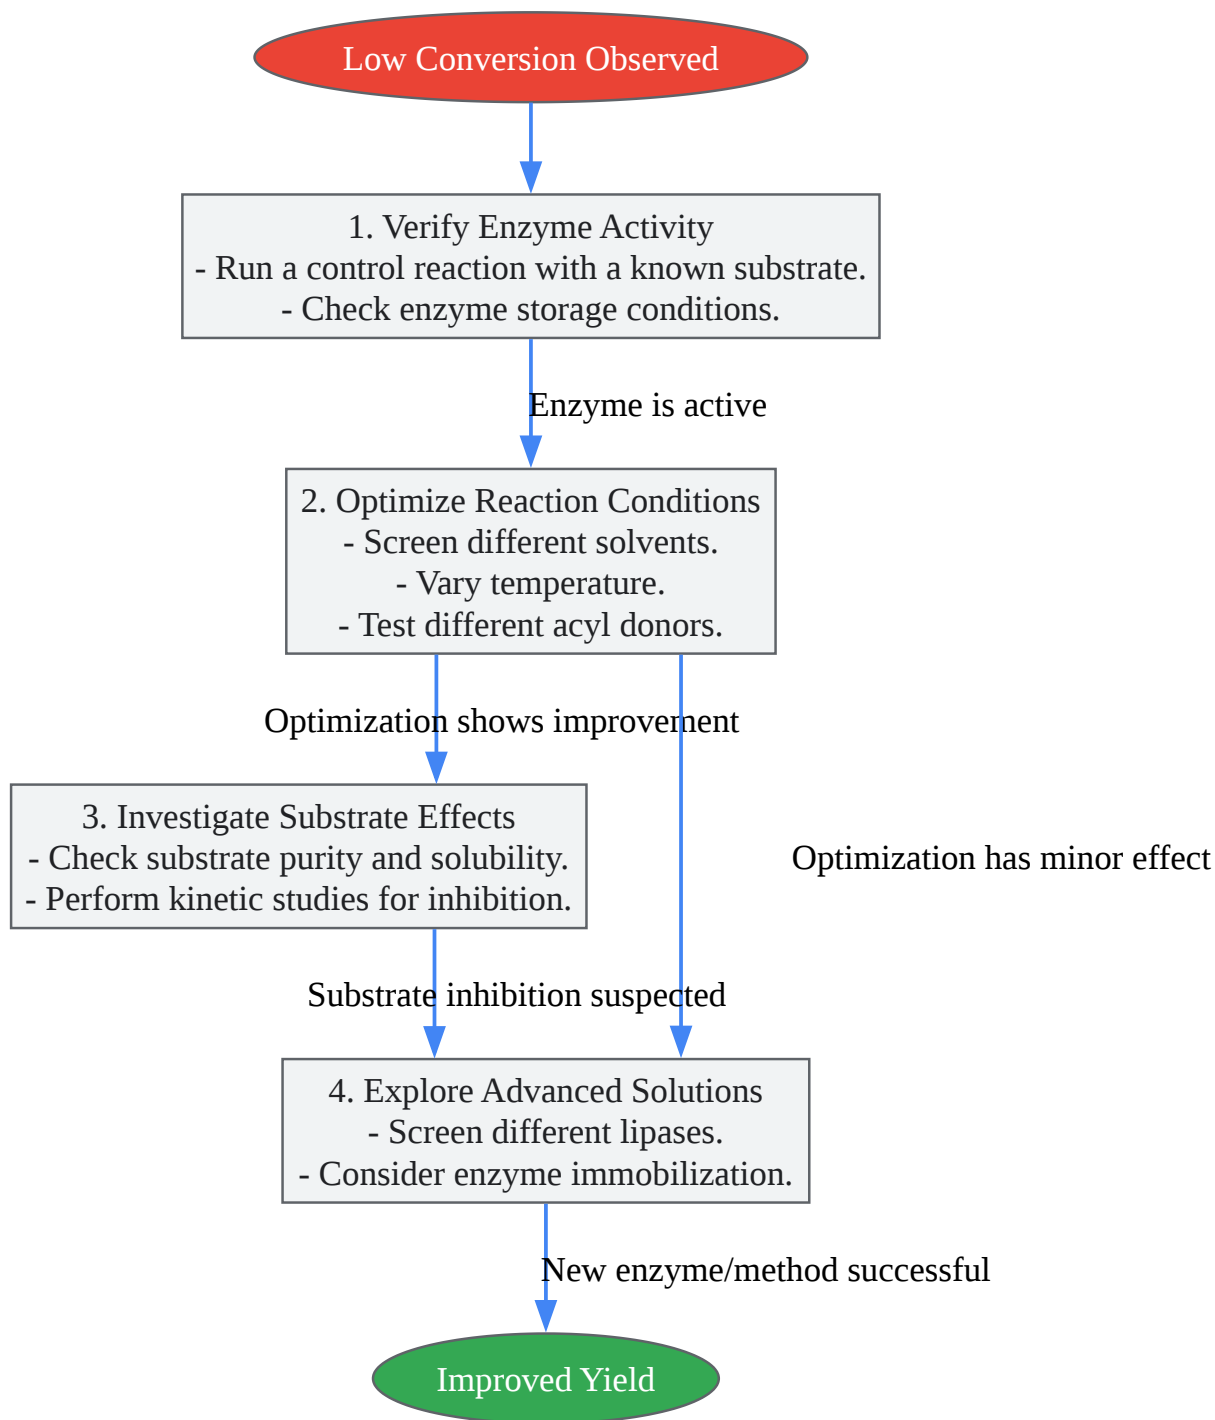 Low Conversion Observed
1. Verify Enzyme Activity
- Run a control reaction with a known substrate.
- Check enzyme storage conditions.
Enzyme is active
2. Optimize Reaction Conditions
- Screen different solvents.
- Vary temperature.
- Test different acyl donors.
Optimization shows improvement
3. Investigate Substrate Effects
- Check substrate purity and solubility.
- Perform kinetic studies for inhibition.
Optimization has minor effect
Substrate inhibition suspected
4. Explore Advanced Solutions
- Screen different lipases.
- Consider enzyme immobilization.
New enzyme/method successful
Improved Yield